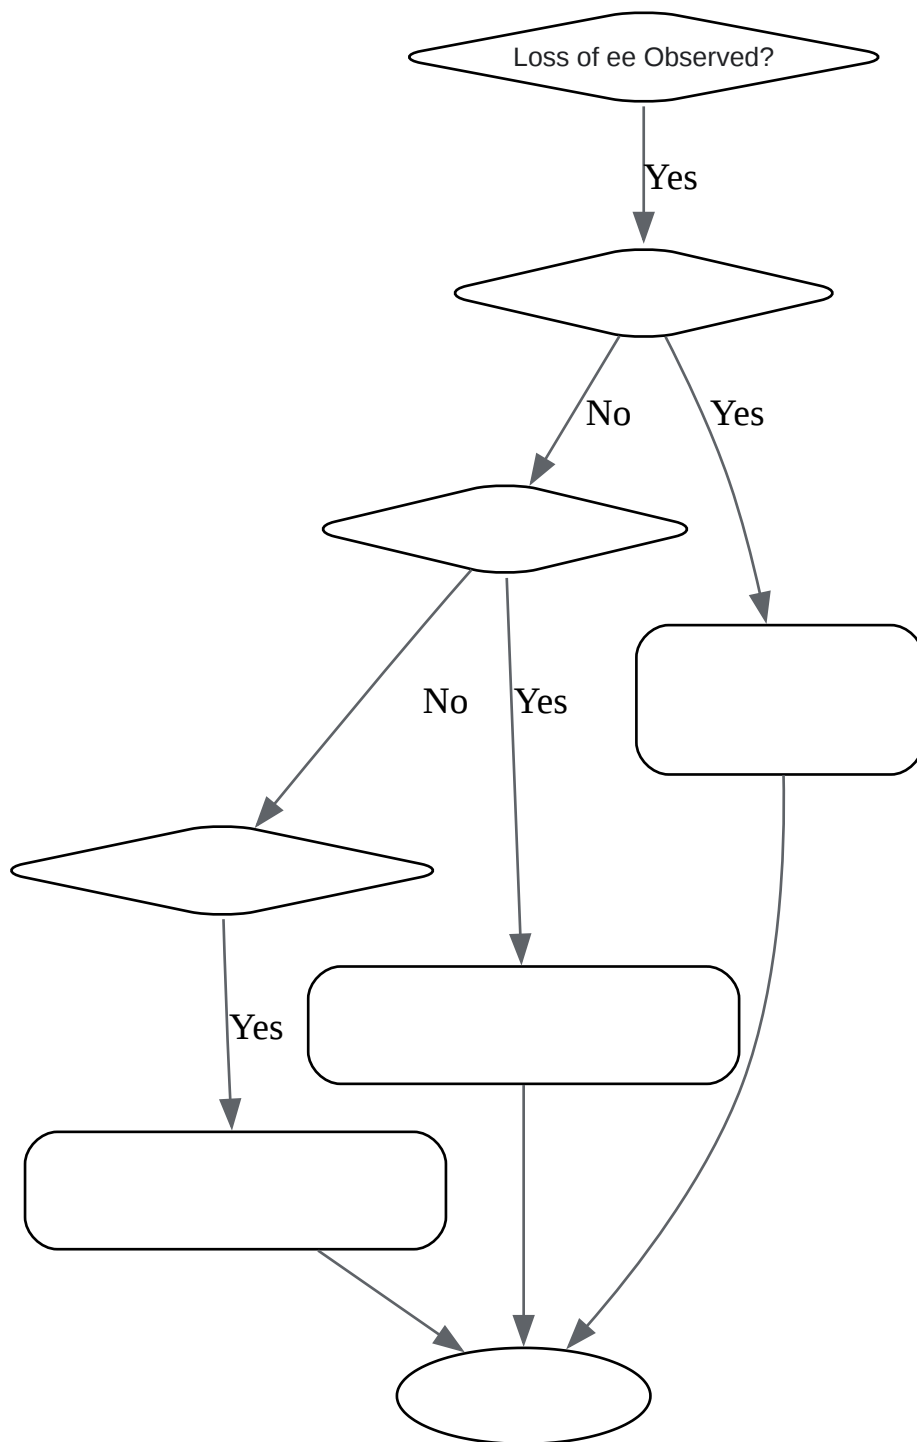 Loss of ee Observed?
Yes
No
Yes
No
Yes
Yes